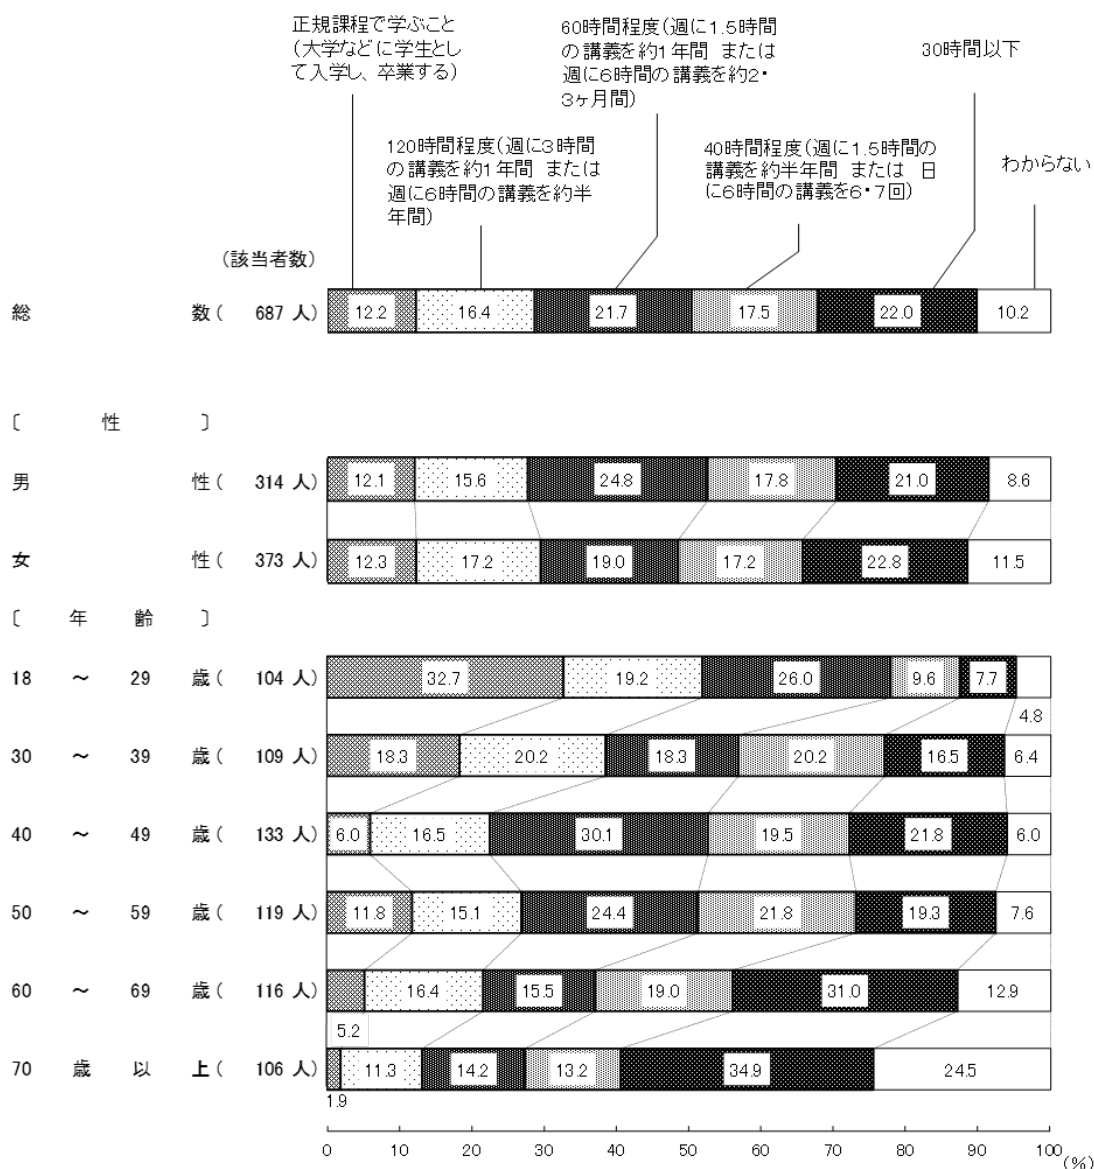 正規課程で学ぶこと
(大学などに学生とし
て入学し、卒業する)
60時間程度(週に1.5時間
の講義を約1年間 または
週に6時間の講義を約2・
3ヶ月間)
30時間以下
120時間程度(週に3時間
の講義を約1年間 または
週に6時間の講義を約半
年間)
40時間程度(週に1.5時間の
講義を約半年間 または 日
に6時間の講義を6・7回)
わからない
(該当者数)
総数( 687 人) 12.2 16.4 21.7 17.5 22.0 10.2
〔 性 〕
男性( 314 人) 12.1 15.6 24.8 17.8 21.0 8.6
女性( 373 人) 12.3 17.2 19.0 17.2 22.8 11.5
〔 年 齢 〕
18 ～ 29 歳( 104 人) 32.7 19.2 26.0 9.6 7.7
4.8
30 ～ 39 歳( 109 人) 18.3 20.2 18.3 20.2 16.5 6.4
40 ～ 49 歳( 133 人) 6.0 16.5 30.1 19.5 21.8 6.0
50 ～ 59 歳( 119 人) 11.8 15.1 24.4 21.8 19.3 7.6
60 ～ 69 歳( 116 人) 16.4 15.5 19.0 31.0 12.9
5.2
70 歳以上( 106 人) 11.3 14.2 13.2 34.9 24.5
1.9
0 10 20 30 40 50 60 70 80 90 100
(%)